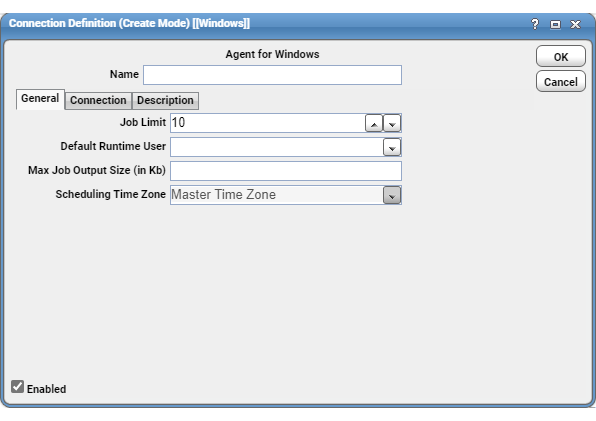 Connection Definition (Create Mode) [[Windows]] ?
Agent for Windows
OK
Name
Cancel
General Connection Description
Job Limit 10
Default Runtime User
Max Job Output Size (in Kb)
Scheduling Time Zone Master Time Zone
Enabled